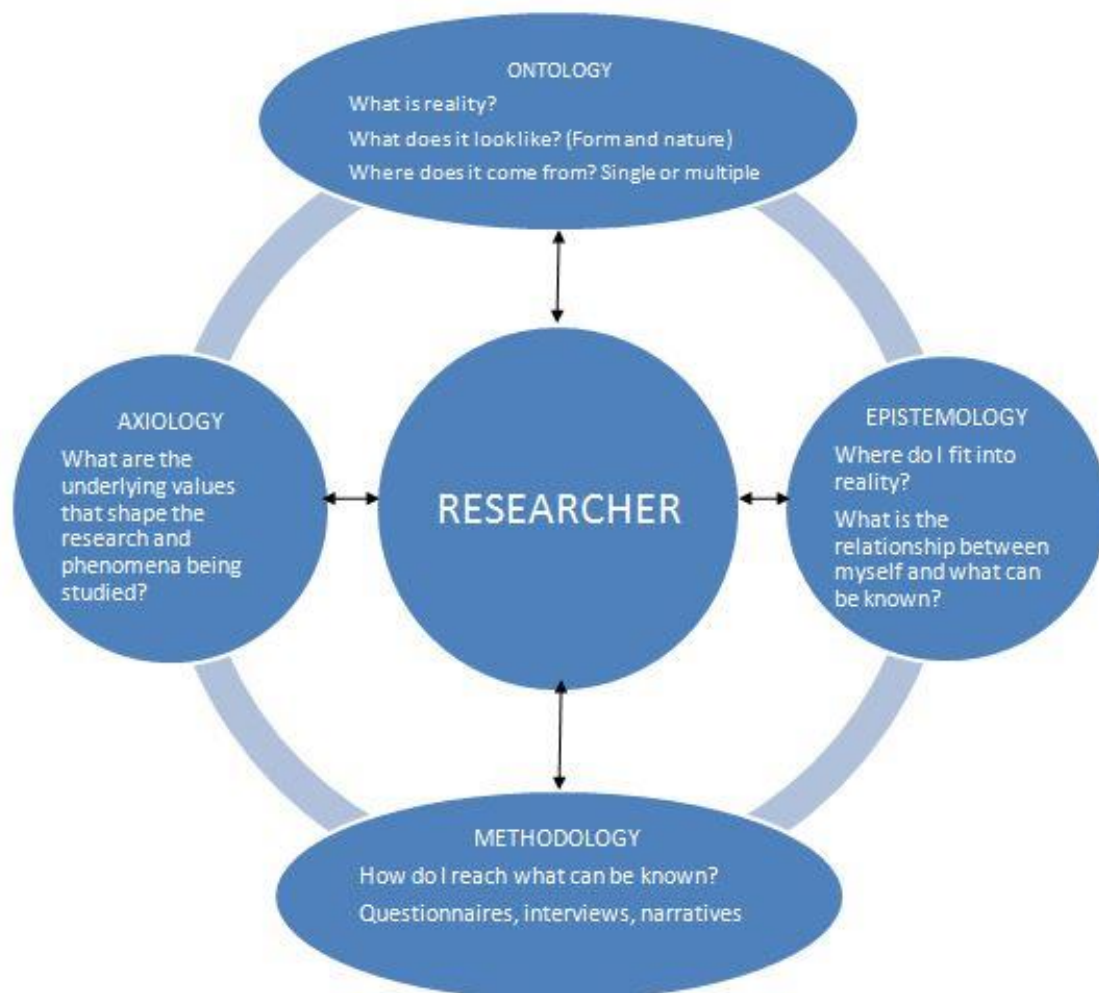 ONTOLOGY
What is reality?
What does it look like? (Form and nature)
Where does it come from? Single or multiple
AXIOLOGY
What are the
underlying values
that shape the
research and
phenomena being
studied?
RESEARCHER
EPISTEMOLOGY
Where do I fit into
reality?
What is the
relationship between
myself and what can
be known?
METHODOLOGY
How do I reach what can be known?
Questionnaires, interviews, narratives